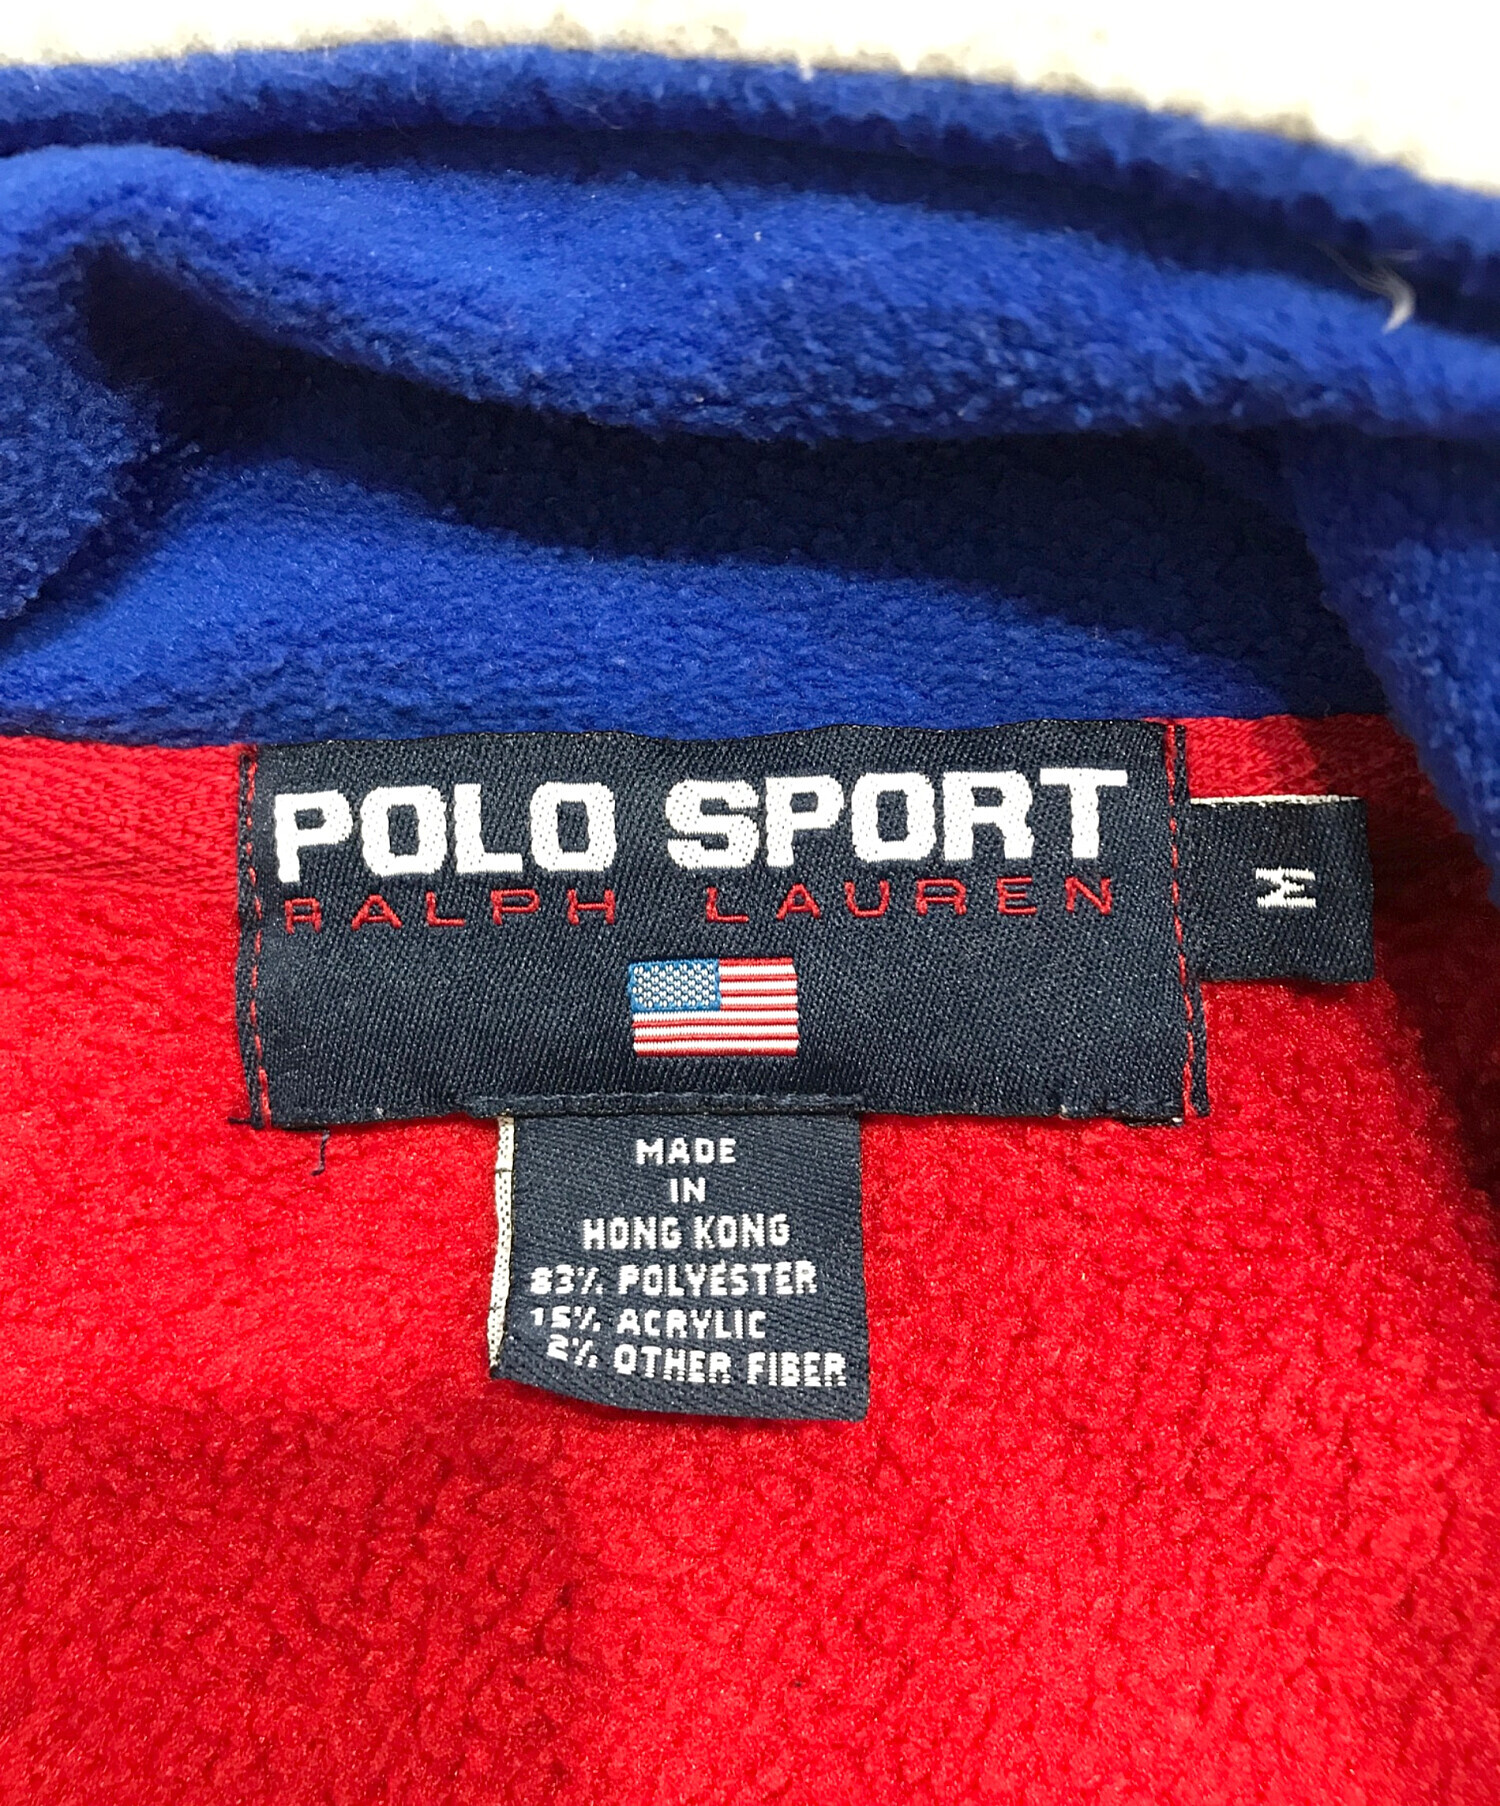 POLO SPORT
RALPH LAUREN
M
MADE
IN
HONG KONG
83% POLYESTER
15% ACRYLIC
2% OTHER FIBER